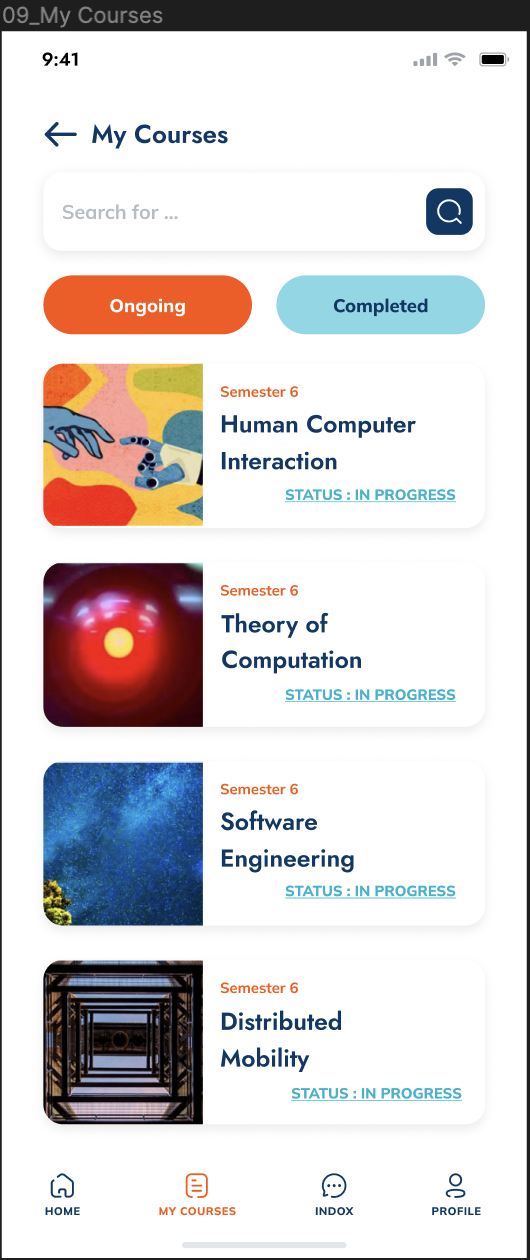 09_My Courses
9:41
My Courses
Search for ...
Ongoing
Completed
Semester 6
Human Computer
Interaction
STATUS : IN PROGRESS
Semester 6
Theory of
Computation
STATUS : IN PROGRESS
Semester 6
Software
Engineering
STATUS : IN PROGRESS
Semester 6
Distributed
Mobility
STATUS : IN PROGRESS
HOME
MY COURSES
INDOX
PROFILE